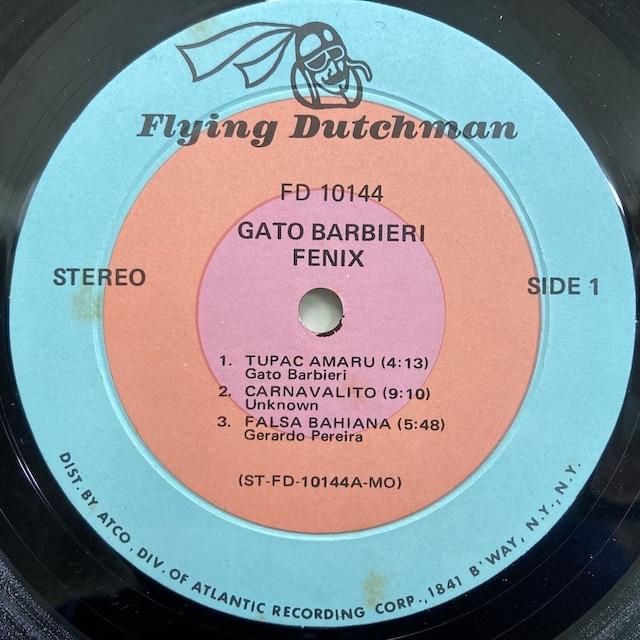 Flying Dutchman
FD 10144
GATO BARBIERI
FENIX
STEREO
SIDE 1
1. TUPAC AMARU (4:13)
Gato Barbieri
2. CARNAVALITO (9:10)
Unknown
3. FALSA BAHIANA (5:48)
Gerardo Pereira
(ST-FD-10144A-MO)
DIST. BY ATCO, DIV. OF ATLANTIC RECORDING CORP., 1841 B'WAY, N.Y., N.Y.